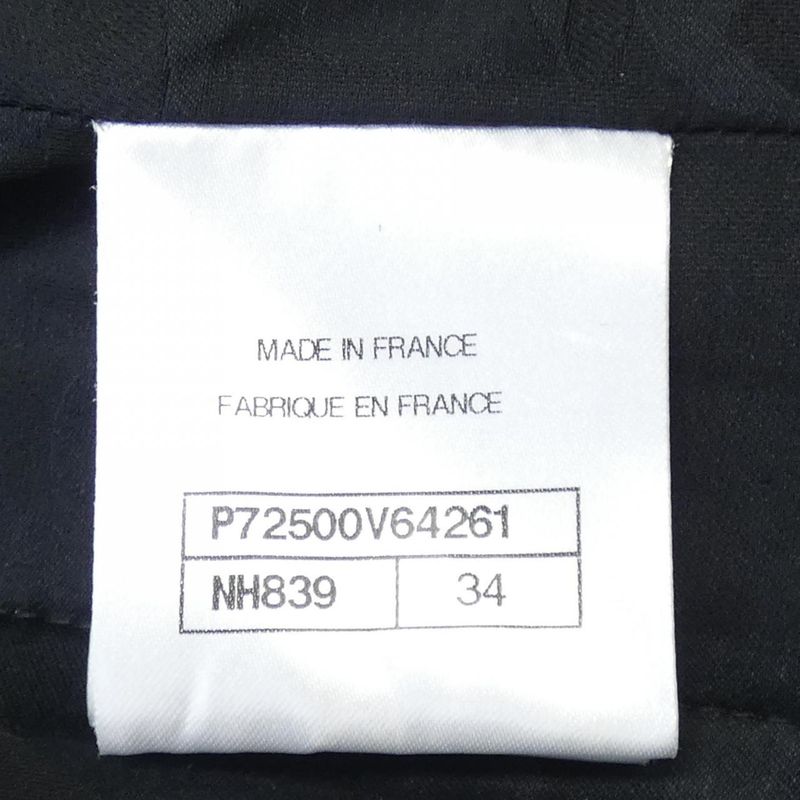 MADE IN FRANCE
FABRIQUE EN FRANCE
P72500V64261
NH839 34